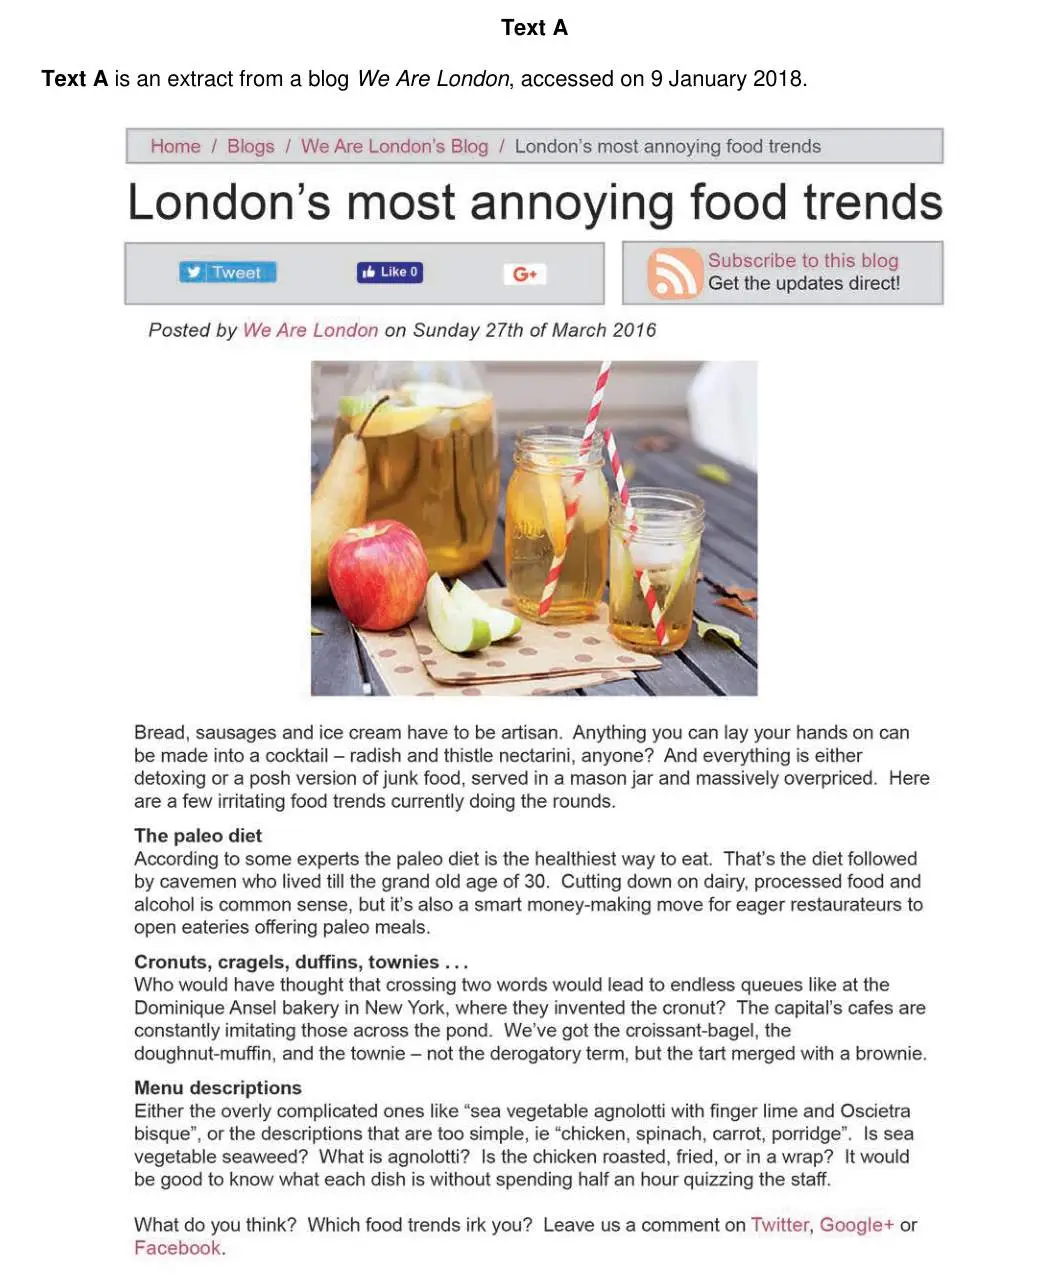 Text A
Text A is an extract from a blog We Are London, accessed on 9 January 2018.
Home / Blogs / We Are London's Blog / London's most annoying food trends
London's most annoying food trends
Tweet
Like 0
G+
Subscribe to this blog
Get the updates direct!
Posted by We Are London on Sunday 27th of March 2016
Bread, sausages and ice cream have to be artisan.  Anything you can lay your hands on can
be made into a cocktail – radish and thistle nectarini, anyone?  And everything is either
detoxing or a posh version of junk food, served in a mason jar and massively overpriced.  Here
are a few irritating food trends currently doing the rounds.
The paleo diet
According to some experts the paleo diet is the healthiest way to eat.  That's the diet followed
by cavemen who lived till the grand old age of 30.  Cutting down on dairy, processed food and
alcohol is common sense, but it's also a smart money-making move for eager restaurateurs to
open eateries offering paleo meals.
Cronuts, cragels, duffins, townies . . .
Who would have thought that crossing two words would lead to endless queues like at the
Dominique Ansel bakery in New York, where they invented the cronut?  The capital's cafes are
constantly imitating those across the pond.  We've got the croissant-bagel, the
doughnut-muffin, and the townie – not the derogatory term, but the tart merged with a brownie.
Menu descriptions
Either the overly complicated ones like “sea vegetable agnolotti with finger lime and Oscietra
bisque”, or the descriptions that are too simple, ie “chicken, spinach, carrot, porridge”.  Is sea
vegetable seaweed?  What is agnolotti?  Is the chicken roasted, fried, or in a wrap?  It would
be good to know what each dish is without spending half an hour quizzing the staff.
What do you think?  Which food trends irk you?  Leave us a comment on Twitter, Google+ or
Facebook.